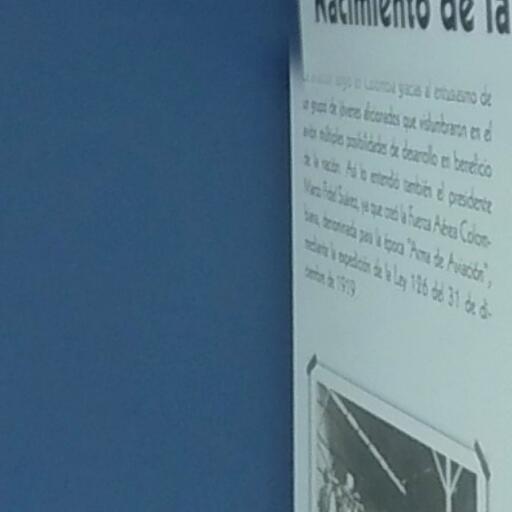 Nacimiento de la
surgió en Colombia gracias al entusiasmo de
un grupo de jóvenes aficionados que vislumbraron en el
avión múltiples posibilidades de desarrollo en beneficio
de la nación. Así lo entendió también el presidente
Marco Fidel Suárez, ya que creó la Fuerza Aérea Colom-
biana, denominada para la época "Arma de Aviación",
mediante la expedición de la Ley 126 del 31 de di-
ciembre de 1919